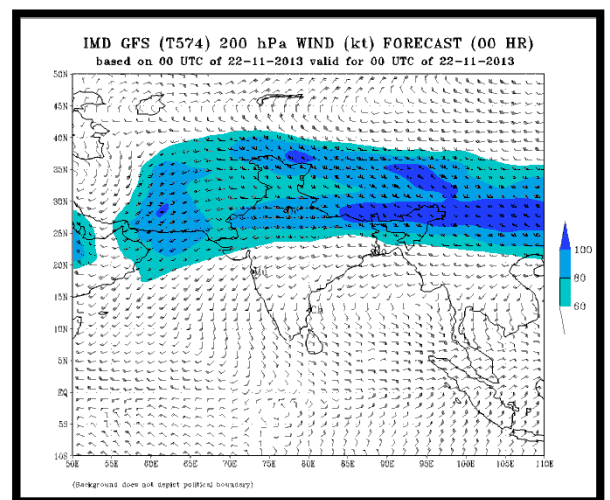 IMD GFS (T574) 200 hPa WIND (kt) FORECAST (00 HR)
based on 00 UTC of 22-11-2013 valid for 00 UTC of 22-11-2013
50N
45N
40N
35N
30N
25N
20N
15N
10N
5N
EQ
5S
10S
50E 55E 60E 65E 70E 75E 80E 85E 90E 95E 100E 105E 110E
100
80
60
(Background does not depict political boundary)